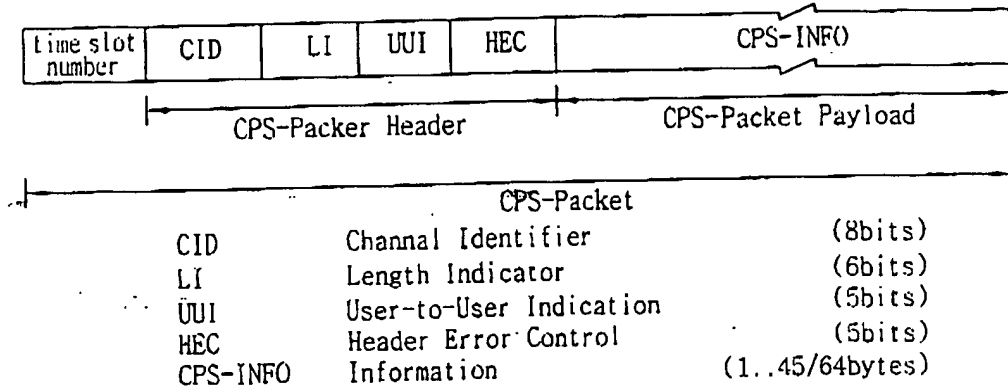 time slot number
CID LI UUI HEC CPS-INFO
CPS-Packer Header CPS-Packet Payload
CPS-Packet
CID Channal Identifier (8bits)
LI Length Indicator (6bits)
UUI User-to-User Indication (5bits)
HEC Header Error Control (5bits)
CPS-INFO Information (1..45/64bytes)